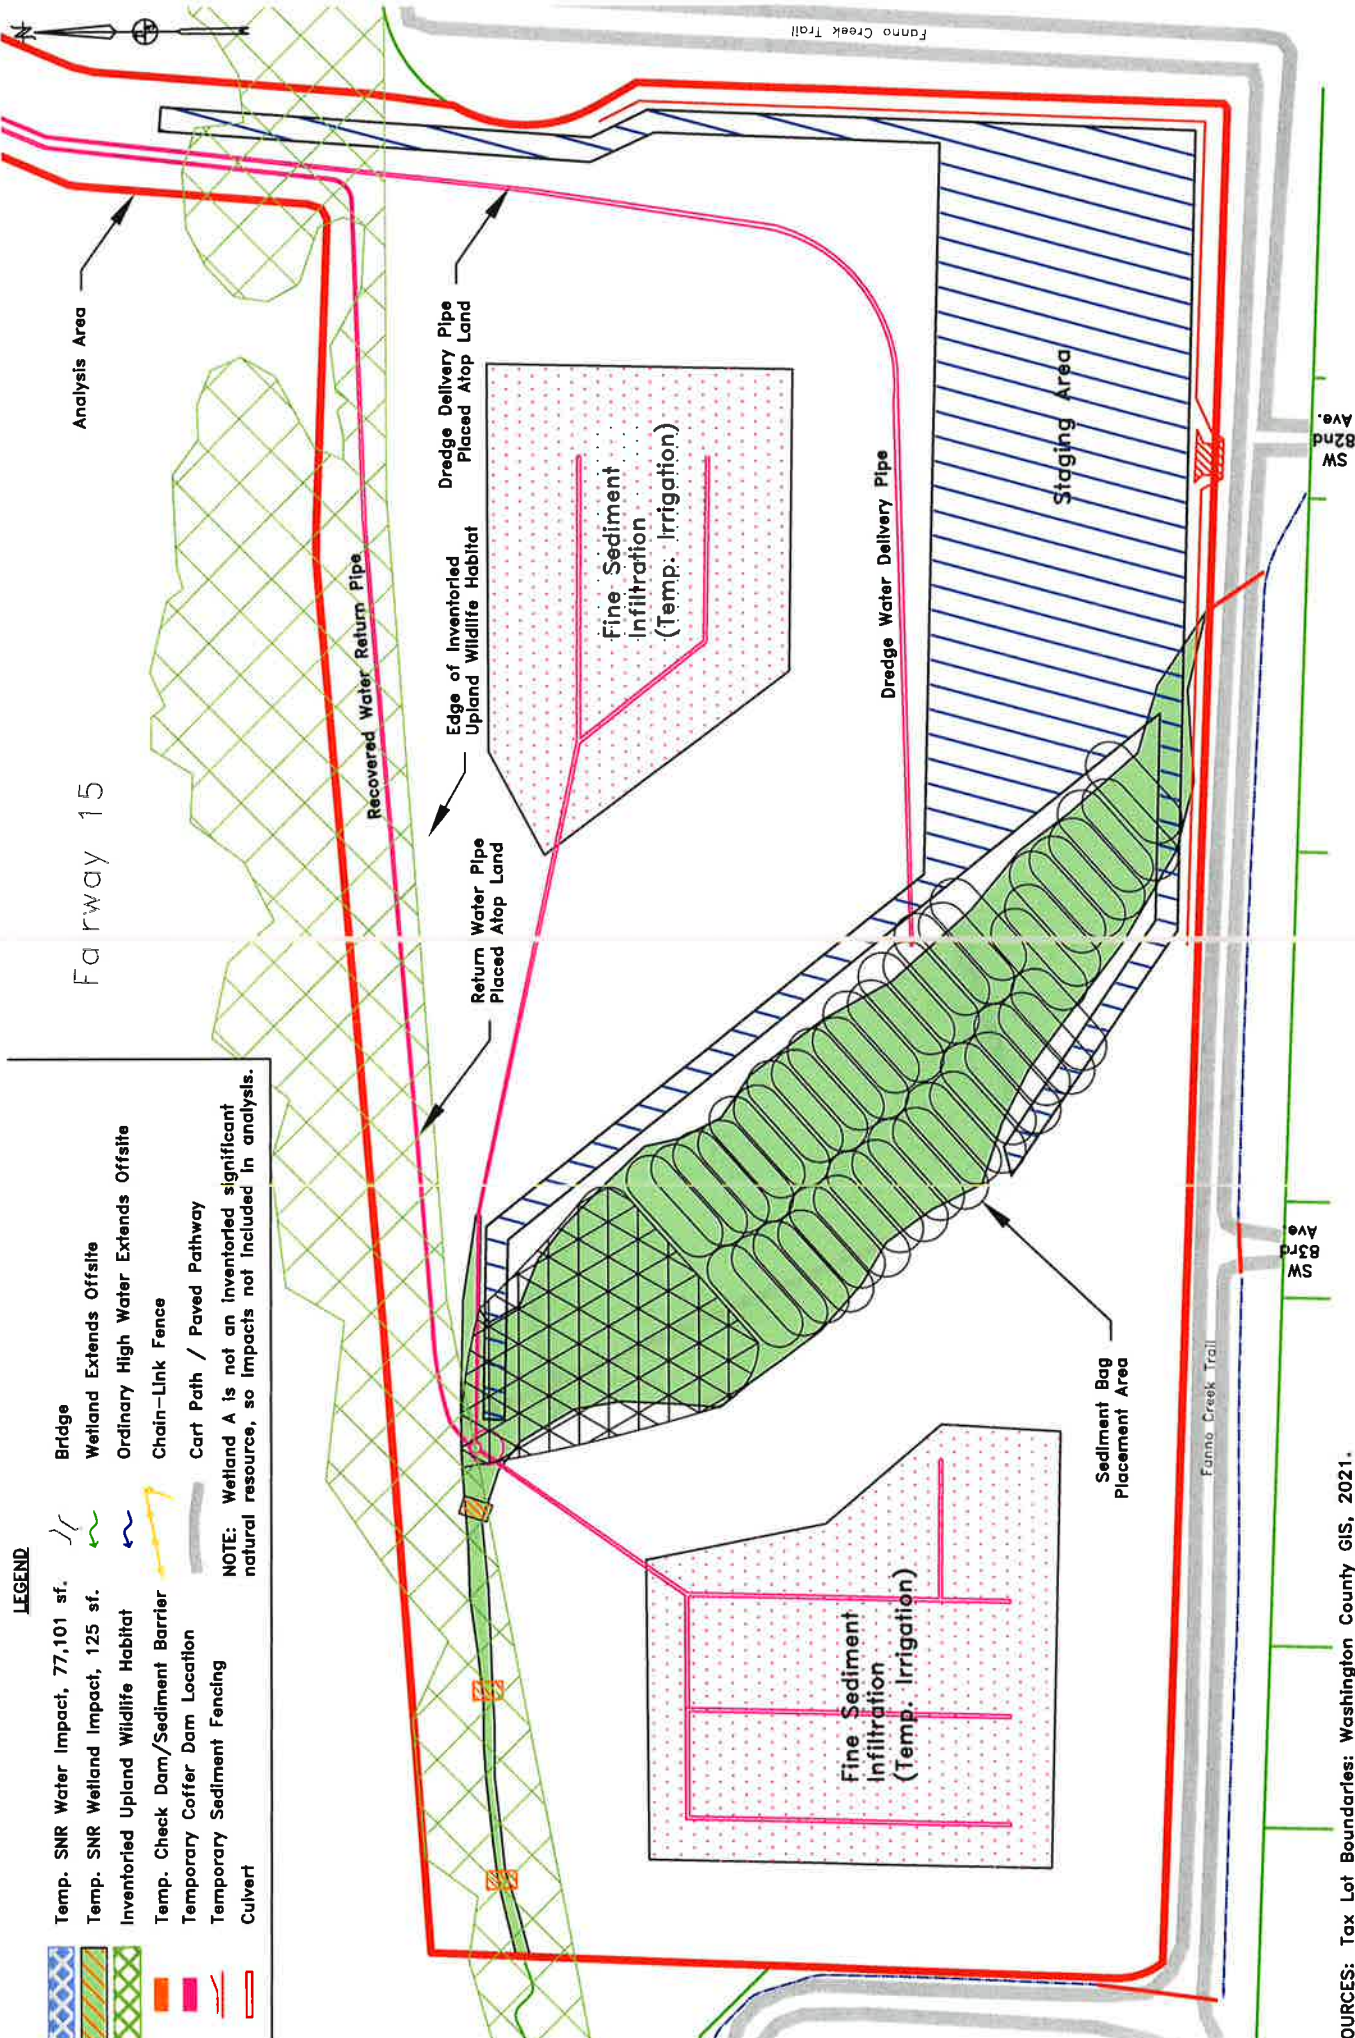 LEGEND
Temp. SNR Water Impact, 77,101 sf.
Temp. SNR Wetland Impact, 125 sf.
Inventoried Upland Wildlife Habitat
Temp. Check Dam/Sediment Barrier
Temporary Coffer Dam Location
Temporary Sediment Fencing
Culvert
Bridge
Wetland Extends Offsite
Ordinary High Water Extends Offsite
Chain-Link Fence
Cart Path / Paved Pathway
NOTE: Wetland A is not an inventoried significant
natural resource, so impacts not included in analysis.
Fairway 15
Analysis Area
N
Recovered Water Return Pipe
Return Water Pipe
Placed Atop Land
Edge of Inventoried
Upland Wildlife Habitat
Dredge Delivery Pipe
Placed Atop Land
Fine Sediment
Infiltration
(Temp. Irrigation)
Dredge Water Delivery Pipe
Staging Area
Fanno Creek Trail
Fine Sediment
Infiltration
(Temp. Irrigation)
Sediment Bag
Placement Area
Fanno Creek Trail
SW
83rd
Ave.
SW
82nd
Ave.
OURCES: Tax Lot Boundaries: Washington County GIS, 2021.